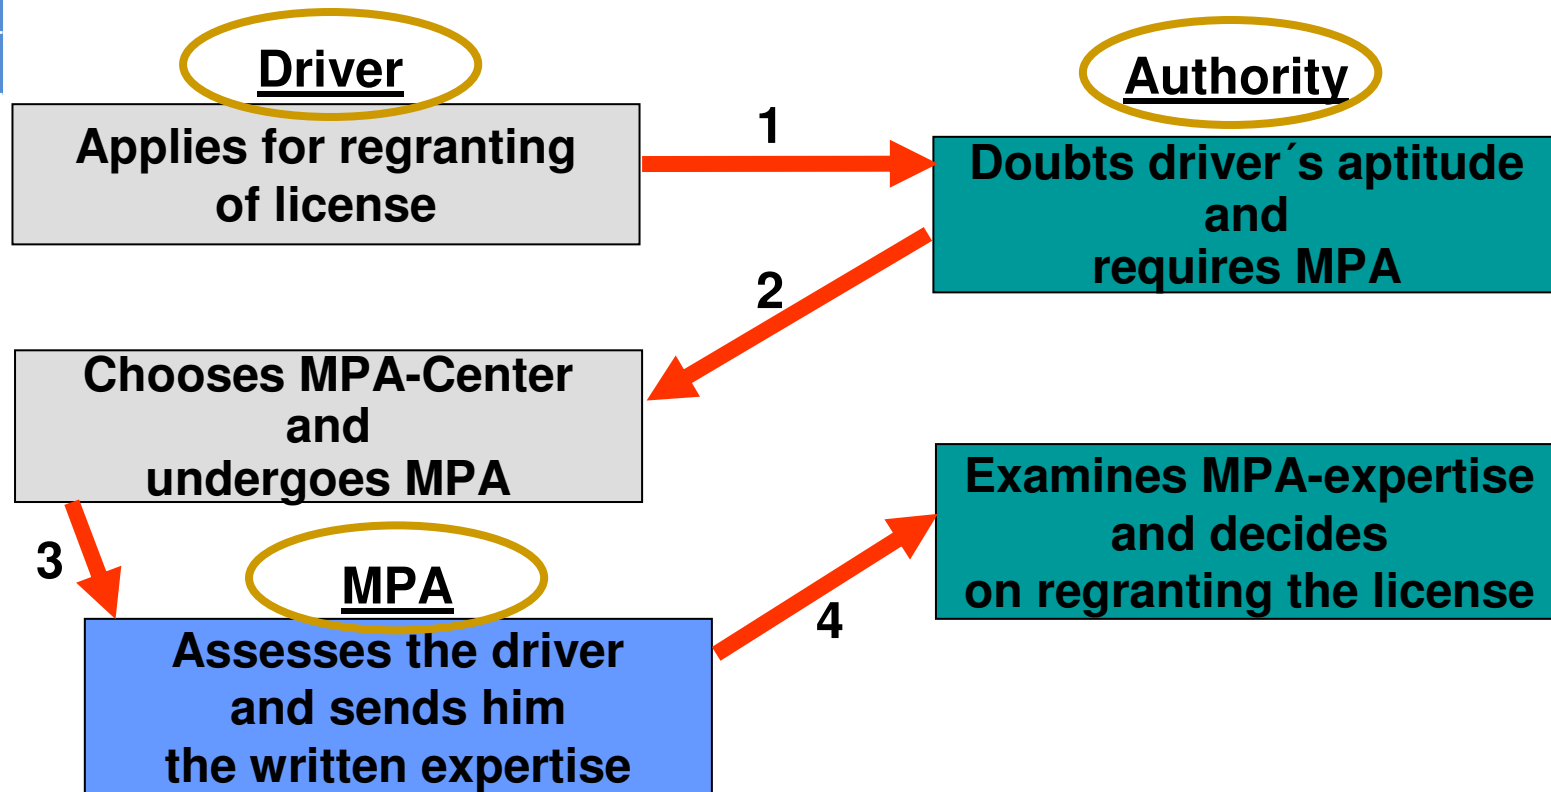 Driver
Applies for regranting
of license
1
Authority
Doubts driver´s aptitude
and
requires MPA
2
Chooses MPA-Center
and
undergoes MPA
3
MPA
Assesses the driver
and sends him
the written expertise
4
Examines MPA-expertise
and decides
on regranting the license